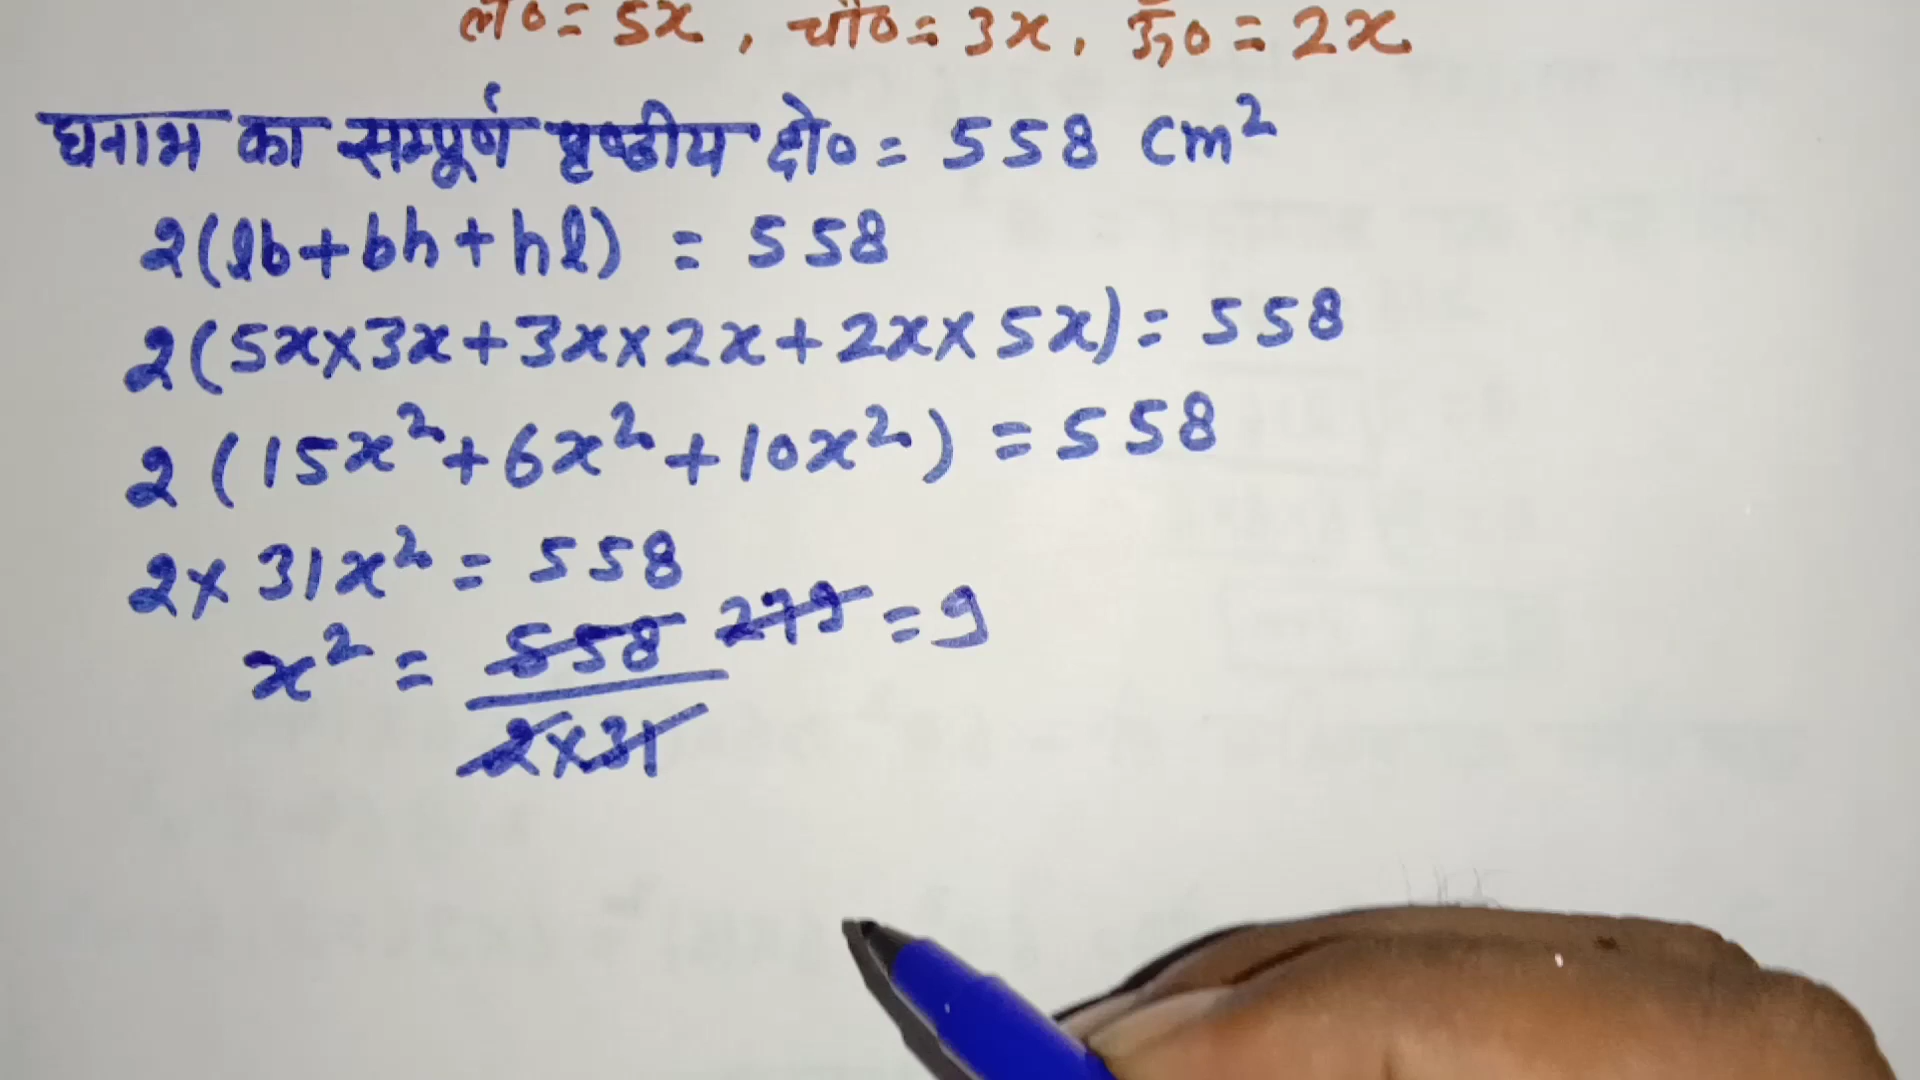 ल० = 5x, चौ० = 3x, ऊँ० = 2x
घनाभ का सम्पूर्ण पृष्ठीय क्षे० = 558 cm²
2(lb+bh+hl) = 558
2(5x×3x+3x×2x+2x×5x) = 558
2(15x²+6x²+10x²) = 558
2×31x² = 558
x² = 558/2×31 279 = 9